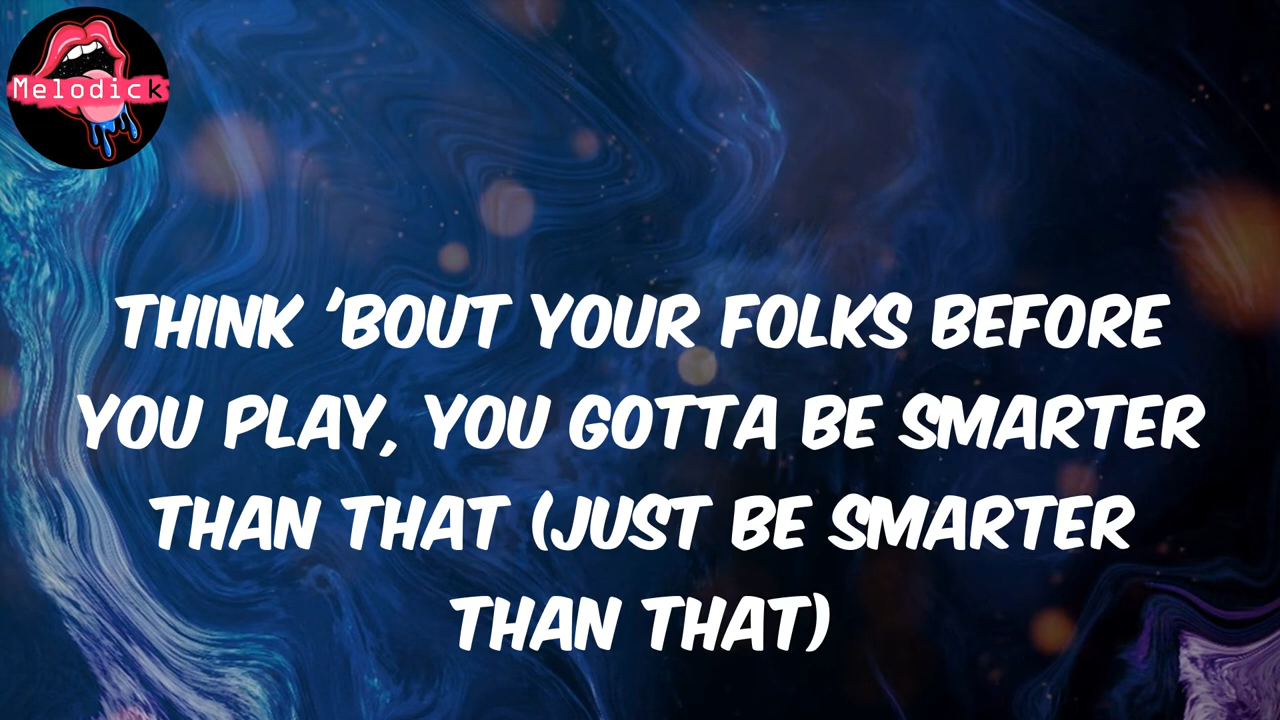 Melodick
THINK 'BOUT YOUR FOLKS BEFORE
YOU PLAY, YOU GOTTA BE SMARTER
THAN THAT (JUST BE SMARTER
THAN THAT)